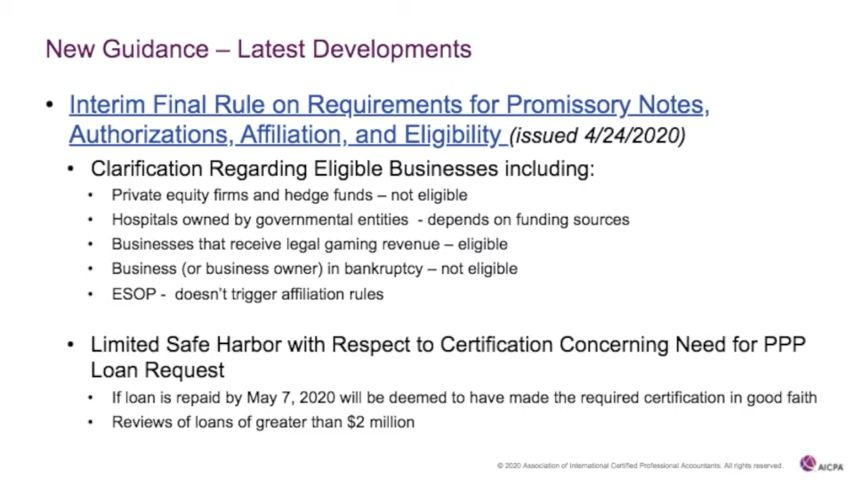 New Guidance – Latest Developments
• Interim Final Rule on Requirements for Promissory Notes,
Authorizations, Affiliation, and Eligibility (issued 4/24/2020)
• Clarification Regarding Eligible Businesses including:
• Private equity firms and hedge funds – not eligible
• Hospitals owned by governmental entities - depends on funding sources
• Businesses that receive legal gaming revenue – eligible
• Business (or business owner) in bankruptcy – not eligible
• ESOP - doesn't trigger affiliation rules
• Limited Safe Harbor with Respect to Certification Concerning Need for PPP
Loan Request
• If loan is repaid by May 7, 2020 will be deemed to have made the required certification in good faith
• Reviews of loans of greater than $2 million
© 2020 Association of International Certified Professional Accountants. All rights reserved.
AICPA